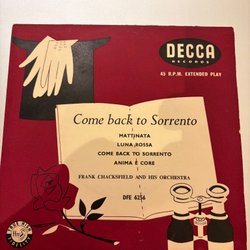 DECCA
RECORDS
45 R.P.M. EXTENDED PLAY
Come back to Sorrento
MATTINATA
LUNA ROSSA
COME BACK TO SORRENTO
ANIMA E CORE
FRANK CHACKSFIELD AND HIS ORCHESTRA
DFE 6256